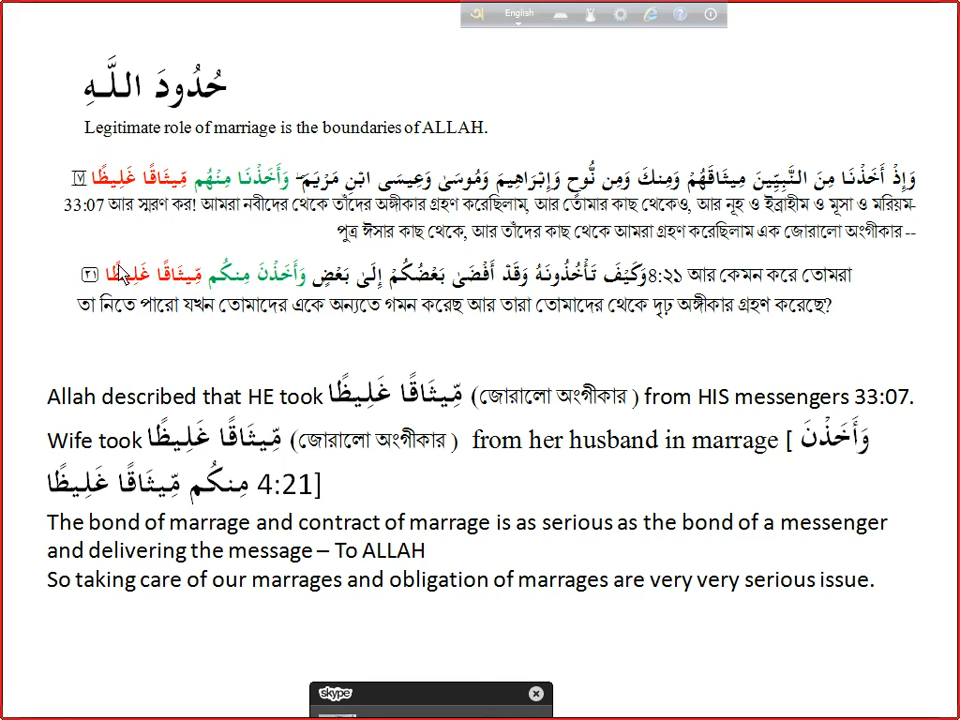 English
حُدُودَ اللَّـهِ
Legitimate role of marriage is the boundaries of ALLAH.
وَإِذْ أَخَذْنَا مِنَ النَّبِيِّينَ مِيثَاقَهُمْ وَمِنكَ وَمِن نُّوحٍ وَإِبْرَاهِيمَ وَمُوسَىٰ وَعِيسَى ابْنِ مَرْيَمَ ۖ وَأَخَذْنَا مِنْهُم مِّيثَاقًا غَلِيظًا ﴿٧﴾
33:07 আর স্মরণ কর! আমরা নবীদের থেকে তাঁদের অঙ্গীকার গ্রহণ করেছিলাম, আর তোমার কাছ থেকেও, আর নূহ ও ইব্রাহীম ও মূসা ও মরিয়ম-
পুত্র ঈসার কাছ থেকে, আর তাঁদের কাছ থেকে আমরা গ্রহণ করেছিলাম এক জোরালো অংগীকার --
وَكَيْفَ تَأْخُذُونَهُ وَقَدْ أَفْضَىٰ بَعْضُكُمْ إِلَىٰ بَعْضٍ وَأَخَذْنَ مِنكُم مِّيثَاقًا غَلِيظًا ﴿٢١﴾ 4:২১ আর কেমন করে তোমরা
তা নিতে পারো যখন তোমাদের একে অন্যতে গমন করেছ আর তারা তোমাদের থেকে দৃঢ় অঙ্গীকার গ্রহণ করেছে?
Allah described that HE took مِّيثَاقًا غَلِيظًا (জোরালো অংগীকার ) from HIS messengers 33:07.
Wife took مِّيثَاقًا غَلِيظًا (জোরালো অংগীকার ) from her husband in marrage [ وَأَخَذْنَ
مِنكُم مِّيثَاقًا غَلِيظًا 4:21]
The bond of marrage and contract of marrage is as serious as the bond of a messenger
and delivering the message – To ALLAH
So taking care of our marrages and obligation of marrages are very very serious issue.
skype